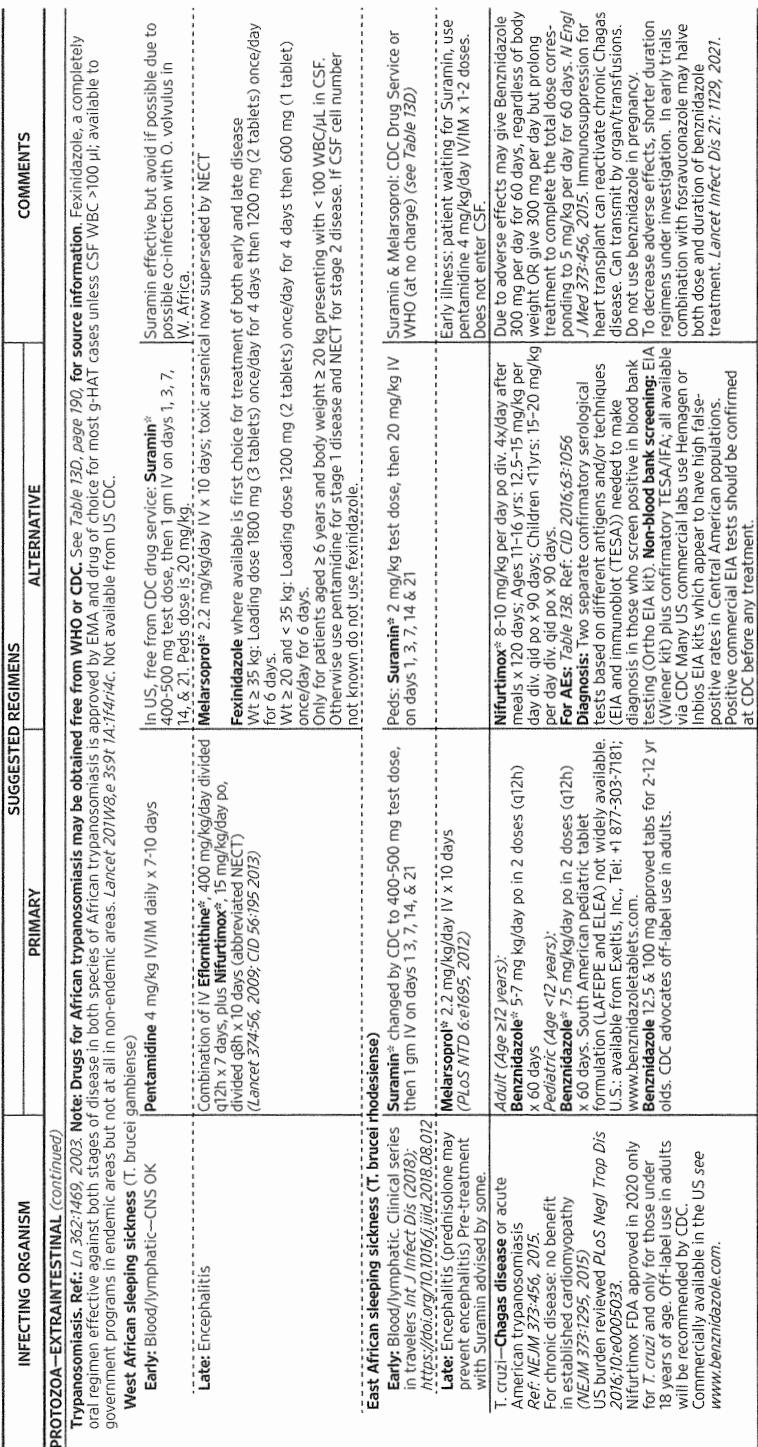 INFECTING ORGANISM
SUGGESTED REGIMENS
COMMENTS
PRIMARY
ALTERNATIVE
PROTOZOA—EXTRAINTESTINAL (continued)
Trypanosomiasis. Ref.: Ln 362:1469, 2003. Note: Drugs for African trypanosomiasis may be obtained free from WHO or CDC. See Table 13D, page 190, for source information. Fexinidazole, a completely
oral regimen effective against both stages of disease in both species of African trypanosomiasis is approved by EMA and drug of choice for most g-HAT cases unless CSF WBC >100 µl; available to
government programs in endemic areas but not at all in non-endemic areas. Lancet 201W8,e 3s9t 1A:1f4ri4c. Not available from US CDC.
West African sleeping sickness (T. brucei gambiense)
Early: Blood/lymphatic—CNS OK
Pentamidine 4 mg/kg IV/IM daily x 7-10 days
In US, free from CDC drug service: Suramin*
400-500 mg test dose, then 1 gm IV on days 1, 3, 7,
14, & 21. Peds dose is 20 mg/kg.
Suramin effective but avoid if possible due to
possible co-infection with O. volvulus in
W. Africa.
Late: Encephalitis
Combination of IV Eflornithine*, 400 mg/kg/day divided
q12h x 7 days, plus Nifurtimox*, 15 mg/kg/day po,
divided q8h x 10 days (abbreviated NECT)
(Lancet 374:56, 2009; CID 56:195 2013)
Melarsoprol* 2.2 mg/kg/day IV x 10 days; toxic arsenical now superseded by NECT
Fexinidazole where available is first choice for treatment of both early and late disease
Wt ≥ 35 kg: Loading dose 1800 mg (3 tablets) once/day for 4 days then 1200 mg (2 tablets) once/day
for 6 days.
Wt ≥ 20 and < 35 kg: Loading dose 1200 mg (2 tablets) once/day for 4 days then 600 mg (1 tablet)
once/day for 6 days.
Only for patients aged ≥ 6 years and body weight ≥ 20 kg presenting with < 100 WBC/µL in CSF.
Otherwise use pentamidine for stage 1 disease and NECT for stage 2 disease. If CSF cell number
not known do not use fexinidazole.
East African sleeping sickness (T. brucei rhodesiense)
Early: Blood/lymphatic. Clinical series
in travelers Int J Infect Dis (2018);
https://doi.org/10.1016/j.ijid.2018.08.012
Suramin* changed by CDC to 400-500 mg test dose,
then 1 gm IV on days 1 3, 7, 14, & 21
Peds: Suramin* 2 mg/kg test dose, then 20 mg/kg IV
on days 1, 3, 7, 14 & 21
Suramin & Melarsoprol: CDC Drug Service or
WHO (at no charge) (see Table 13D)
Late: Encephalitis (prednisolone may
prevent encephalitis) Pre-treatment
with Suramin advised by some.
Melarsoprol* 2.2 mg/kg/day IV x 10 days
(PLoS NTD 6:e1695, 2012)
Early illness: patient waiting for Suramin, use
pentamidine 4 mg/kg/day IV/IM x 1-2 doses.
Does not enter CSF.
T. cruzi—Chagas disease or acute
American trypanosomiasis
Ref: NEJM 373:456, 2015.
For chronic disease: no benefit
in established cardiomyopathy
(NEJM 373:1295, 2015)
US burden reviewed PLoS Negl Trop Dis
2016;10:e0005033.
Nifurtimox FDA approved in 2020 only
for T. cruzi and only for those under
18 years of age. Off-label use in adults
will be recommended by CDC.
Commercially available in the US see
www.benznidazole.com.
Adult (Age ≥12 years):
Benznidazole* 5-7 mg kg/day po in 2 doses (q12h)
x 60 days
Pediatric (Age <12 years):
Benznidazole* 7.5 mg/kg/day po in 2 doses (q12h)
x 60 days. South American pediatric tablet
formulation (LAFEPE and ELEA) not widely available.
U.S.: available from Exeltis, Inc., Tel: +1 877-303-7181;
www.benznidazoletablets.com.
Benznidazole 12.5 & 100 mg approved tabs for 2-12 yr
olds. CDC advocates off-label use in adults.
Nifurtimox* 8–10 mg/kg per day po div. 4x/day after
meals x 120 days; Ages 11-16 yrs: 12.5–15 mg/kg per
day div. qid po x 90 days; Children <11yrs: 15–20 mg/kg
per day div. qid po x 90 days.
For AEs: Table 13B. Ref: CID 2016;63:1056
Diagnosis: Two separate confirmatory serological
tests based on different antigens and/or techniques
(EIA and immunoblot (TESA)) needed to make
diagnosis in those who screen positive in blood bank
testing (Ortho EIA kit). Non-blood bank screening: EIA
(Wiener kit) plus confirmatory TESA/IFA; all available
via CDC Many US commercial labs use Hemagen or
Inbios EIA kits which appear to have high false-
positive rates in Central American populations.
Positive commercial EIA tests should be confirmed
at CDC before any treatment.
Due to adverse effects may give Benznidazole
300 mg per day for 60 days, regardless of body
weight OR give 300 mg per day but prolong
treatment to complete the total dose corres-
ponding to 5 mg/kg per day for 60 days. N Engl
J Med 373:456, 2015. Immunosuppression for
heart transplant can reactivate chronic Chagas
disease. Can transmit by organ/transfusions.
Do not use benznidazole in pregnancy.
To decrease adverse effects, shorter duration
regimens under investigation. In early trials
combination with fosravuconazole may halve
both dose and duration of benznidazole
treatment. Lancet Infect Dis 21: 1129, 2021.